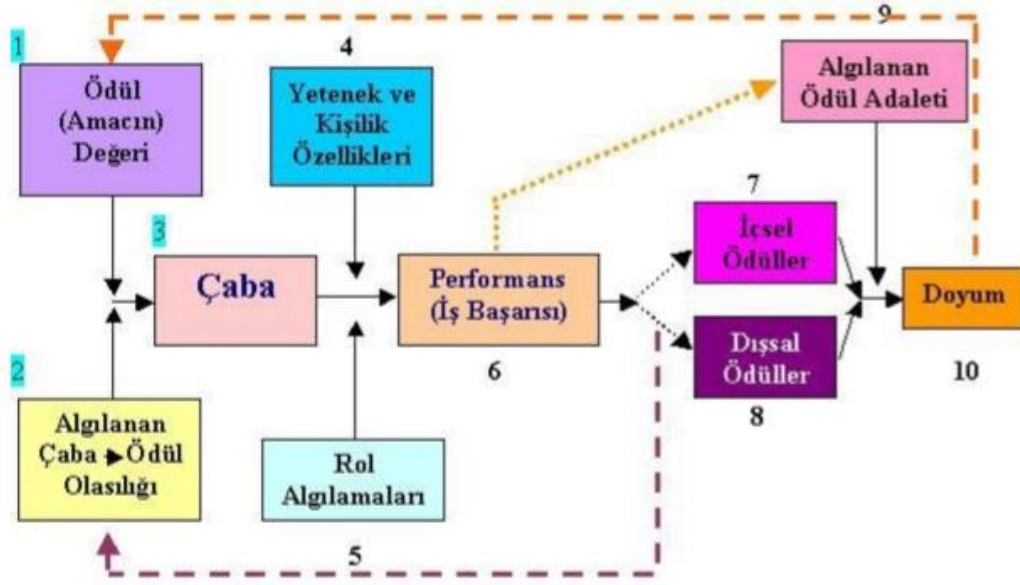 1
Ödül
(Amacın)
Değeri
4
Yetenek ve
Kişilik
Özellikleri
9
Algılanan
Ödül Adaleti
3
Çaba
Performans
(İş Başarısı)
6
7
İçsel
Ödüller
Dışsal
Ödüller
8
Doyum
10
2
Algılanan
Çaba Ödül
Olasılığı
Rol
Algılamaları
5